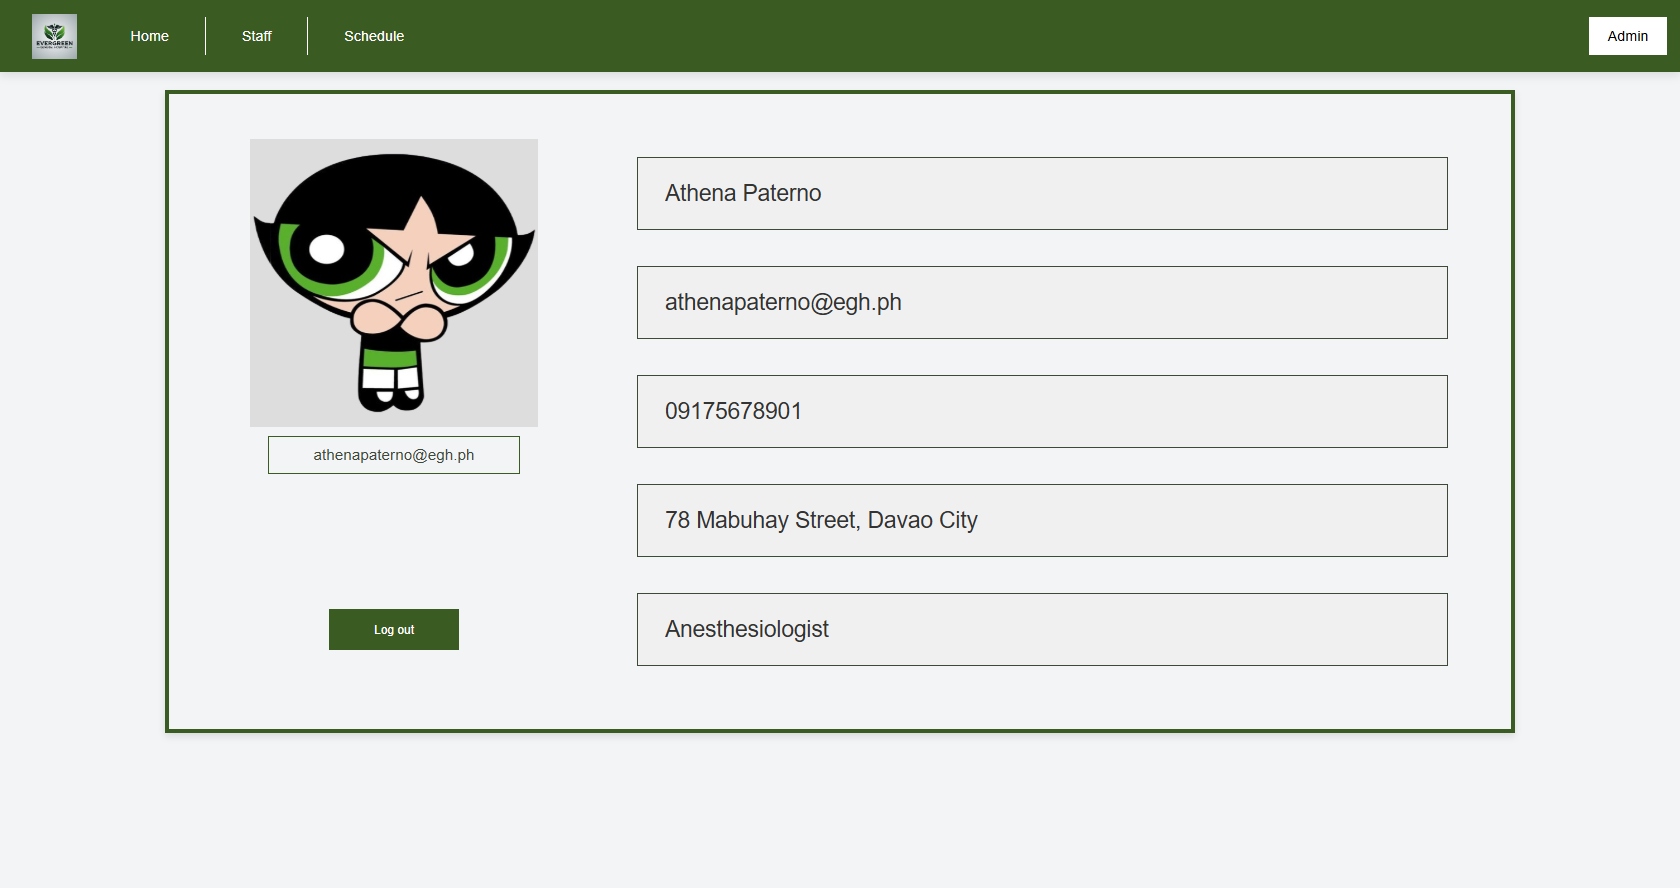 EVERGREEN
Home
Staff
Schedule
Admin
athenapaterno@egh.ph
Log out
Athena Paterno
athenapaterno@egh.ph
09175678901
78 Mabuhay Street, Davao City
Anesthesiologist